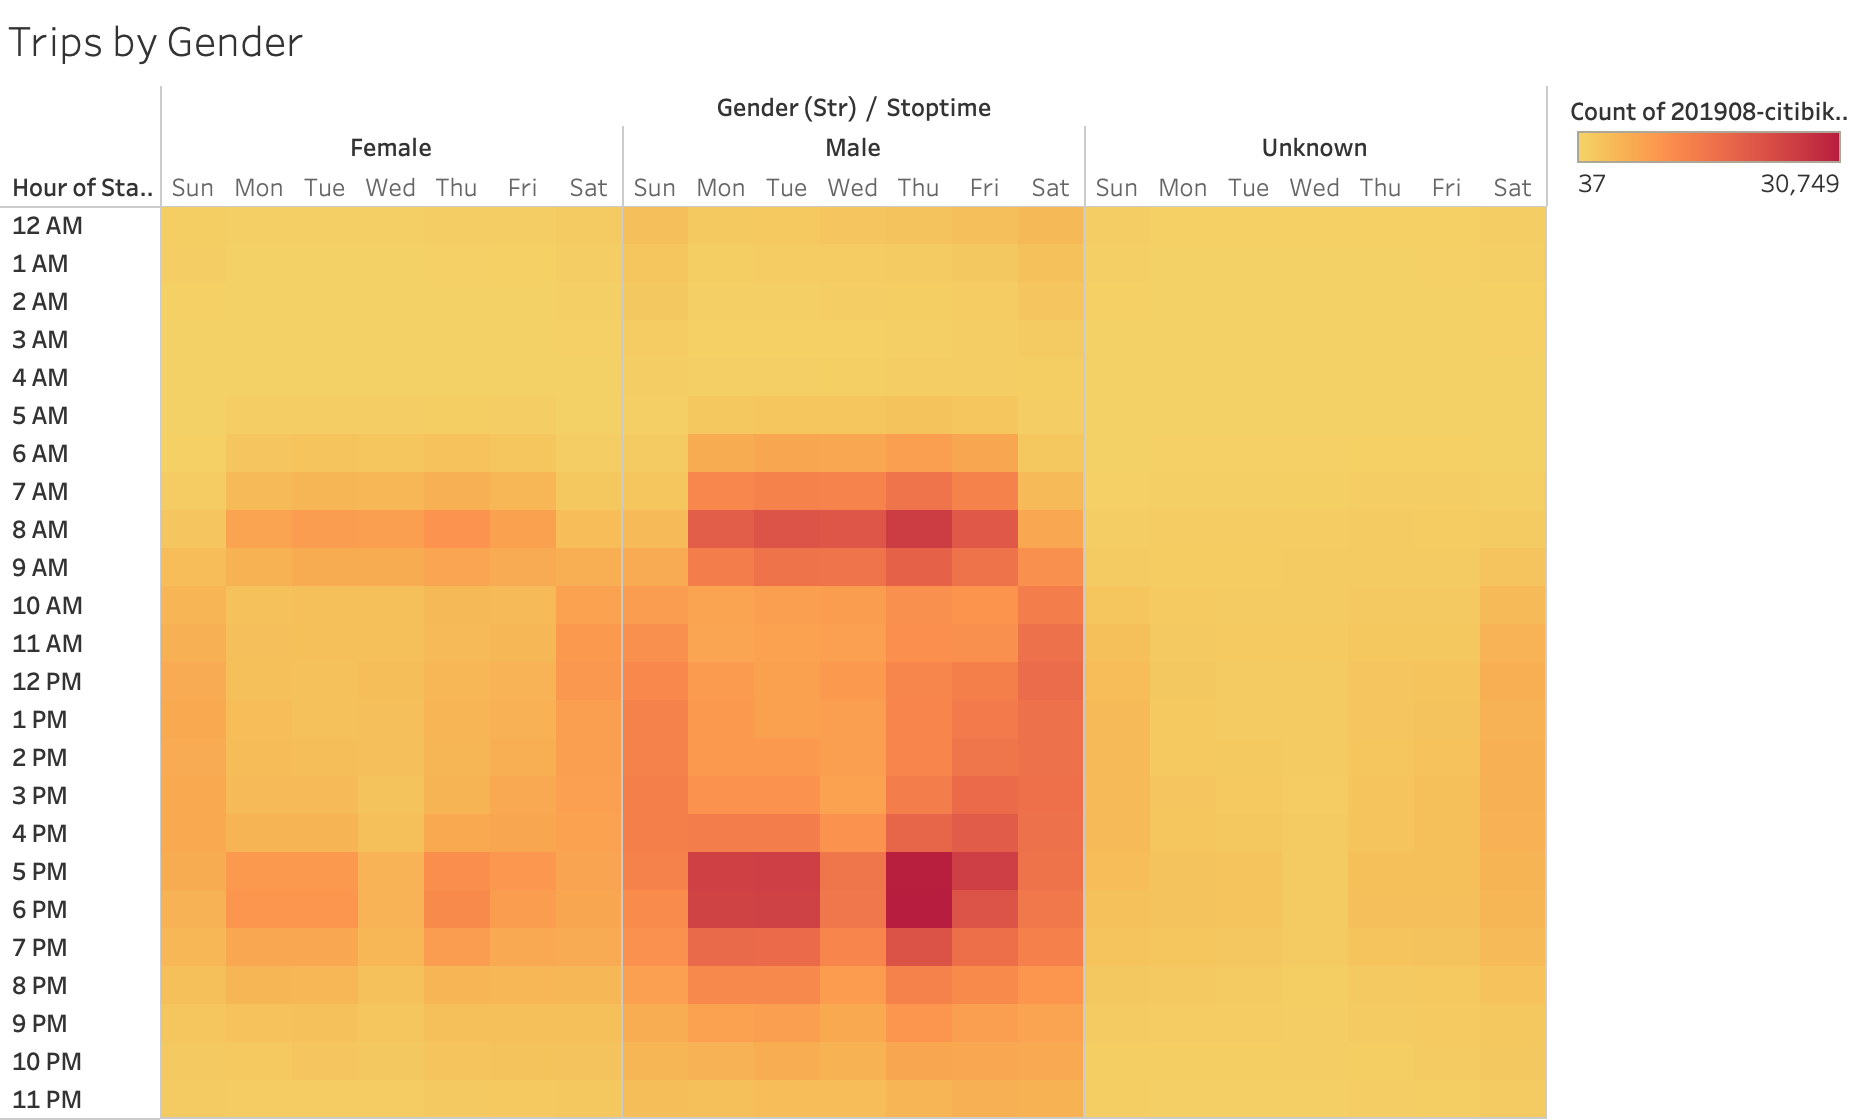 Trips by Gender
Gender (Str) / Stoptime
Count of 201908-citibik..
Female Male Unknown
37 30,749
Hour of Sta.. Sun Mon Tue Wed Thu Fri Sat Sun Mon Tue Wed Thu Fri Sat Sun Mon Tue Wed Thu Fri Sat
12 AM
1 AM
2 AM
3 AM
4 AM
5 AM
6 AM
7 AM
8 AM
9 AM
10 AM
11 AM
12 PM
1 PM
2 PM
3 PM
4 PM
5 PM
6 PM
7 PM
8 PM
9 PM
10 PM
11 PM